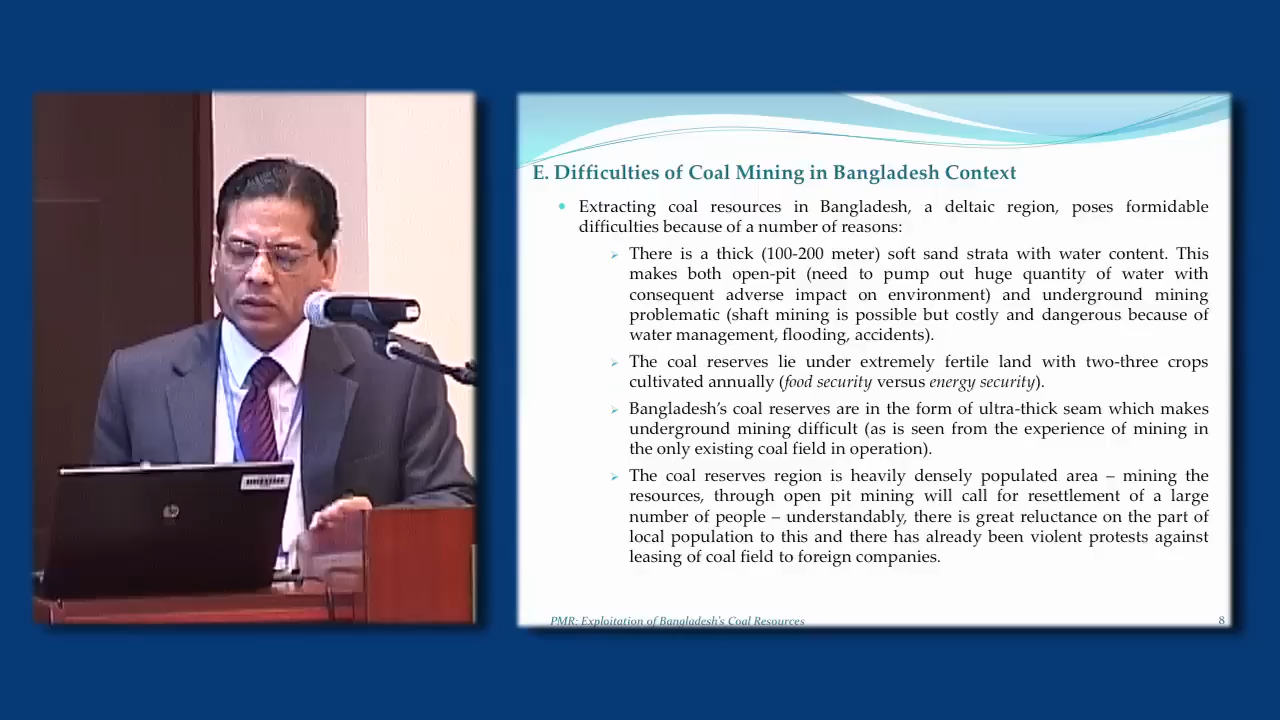 E. Difficulties of Coal Mining in Bangladesh Context
• Extracting coal resources in Bangladesh, a deltaic region, poses formidable
difficulties because of a number of reasons:
➢ There is a thick (100-200 meter) soft sand strata with water content. This
makes both open-pit (need to pump out huge quantity of water with
consequent adverse impact on environment) and underground mining
problematic (shaft mining is possible but costly and dangerous because of
water management, flooding, accidents).
➢ The coal reserves lie under extremely fertile land with two-three crops
cultivated annually (food security versus energy security).
➢ Bangladesh's coal reserves are in the form of ultra-thick seam which makes
underground mining difficult (as is seen from the experience of mining in
the only existing coal field in operation).
➢ The coal reserves region is heavily densely populated area – mining the
resources, through open pit mining will call for resettlement of a large
number of people – understandably, there is great reluctance on the part of
local population to this and there has already been violent protests against
leasing of coal field to foreign companies.
PMR: Exploitation of Bangladesh's Coal Resources
8
hp